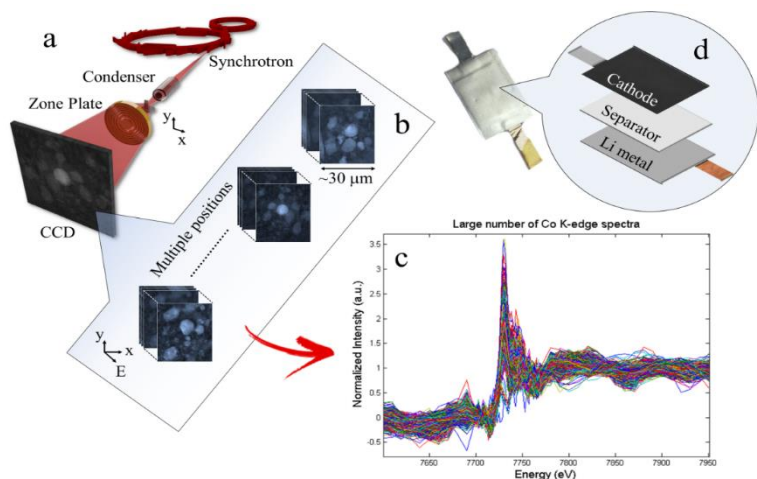 a
Synchrotron
Condenser
Zone Plate
y
x
CCD
b
~30 μm
Multiple positions
........
y
x
E
d
Cathode
Separator
Li metal
Large number of Co K-edge spectra
c
Normalized Intensity (a.u.)
3.5
3
2.5
2
1.5
1
0.5
0
-0.5
7650 7700 7750 7800 7850 7900 7950
Energy (eV)